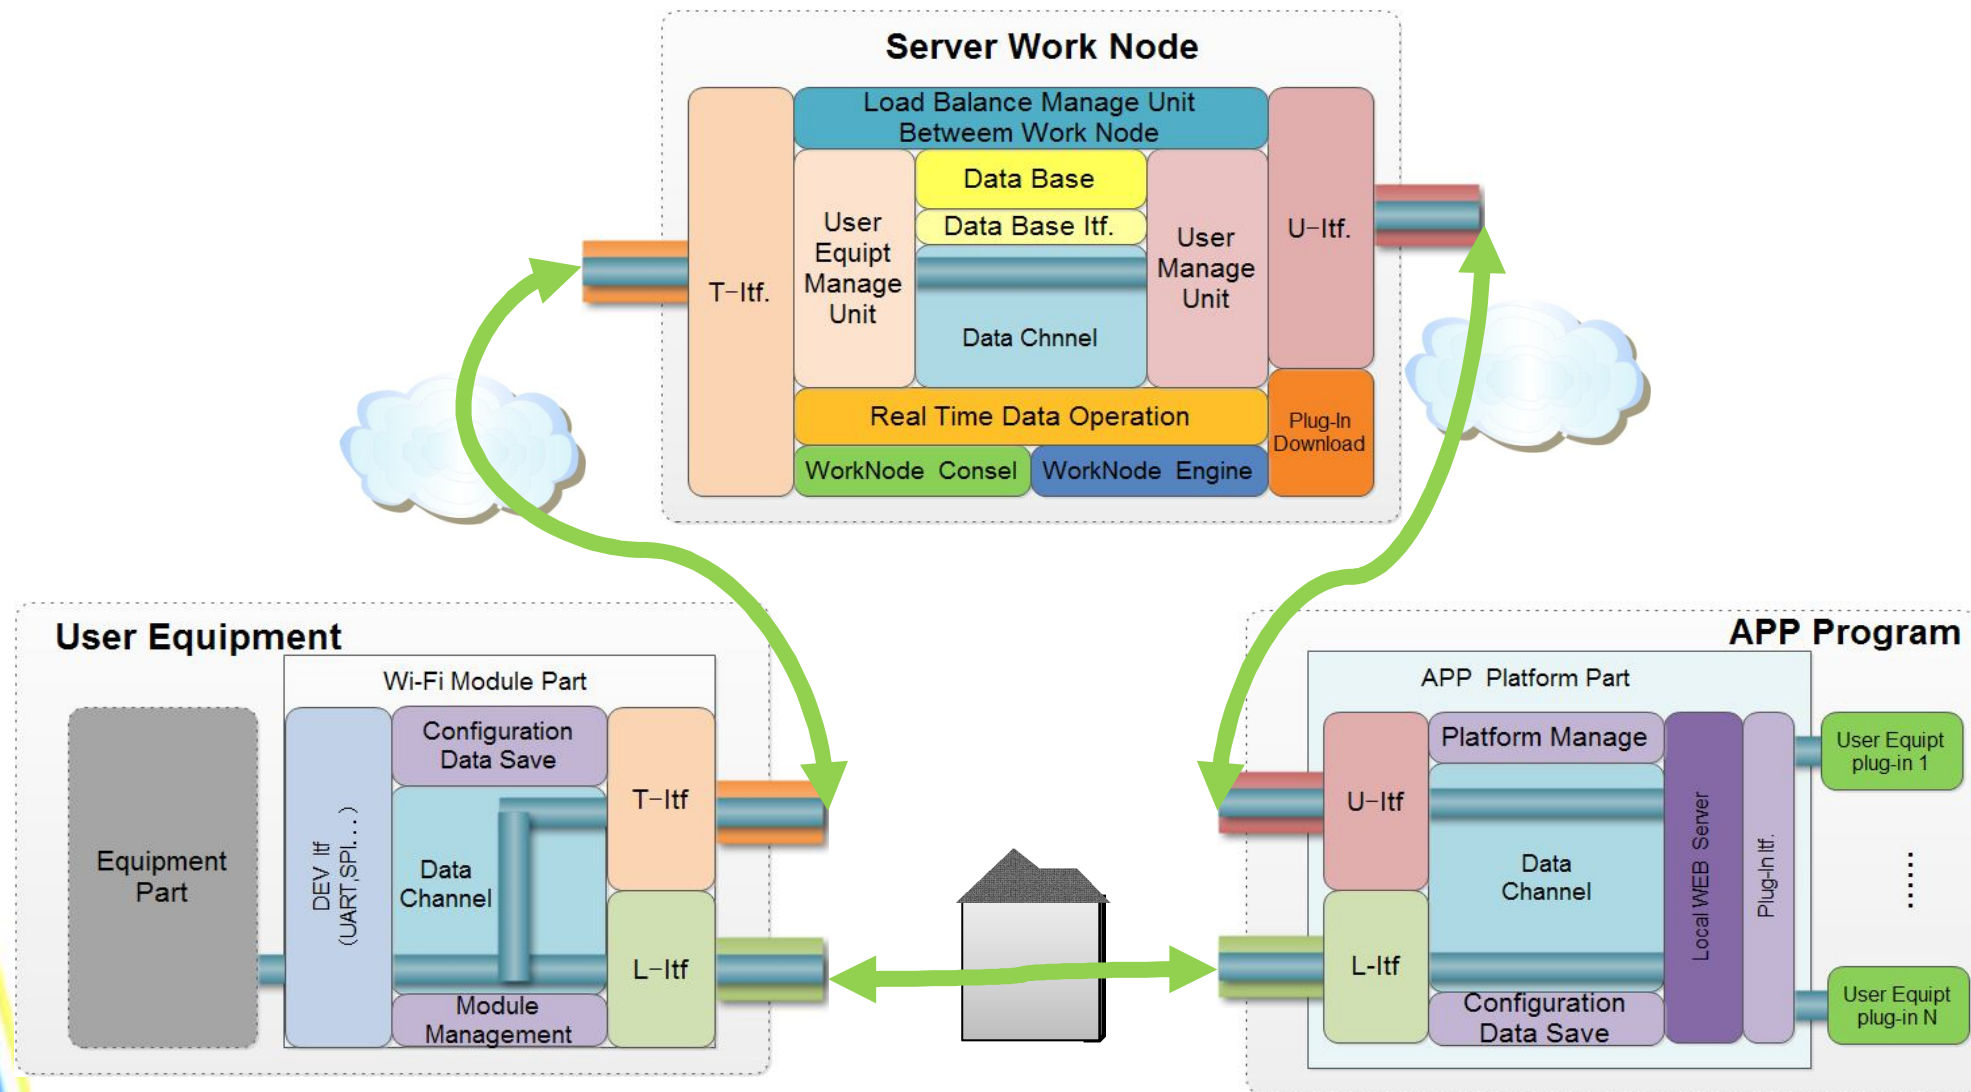 Server Work Node
Load Balance Manage Unit
Betweem Work Node
T-Itf.
User
Equipt
Manage
Unit
Data Base
Data Base Itf.
Data Chnnel
User
Manage
Unit
U-Itf.
Real Time Data Operation
WorkNode Consel
WorkNode Engine
Plug-In
Download
User Equipment
Wi-Fi Module Part
Equipment
Part
DEV Itf
(UART,SPI...)
Configuration
Data Save
Data
Channel
Module
Management
T-Itf
L-Itf
APP Program
APP Platform Part
U-Itf
L-Itf
Platform Manage
Data
Channel
Configuration
Data Save
Local WEB Server
Plug-In Itf.
User Equipt
plug-in 1
......
User Equipt
plug-in N